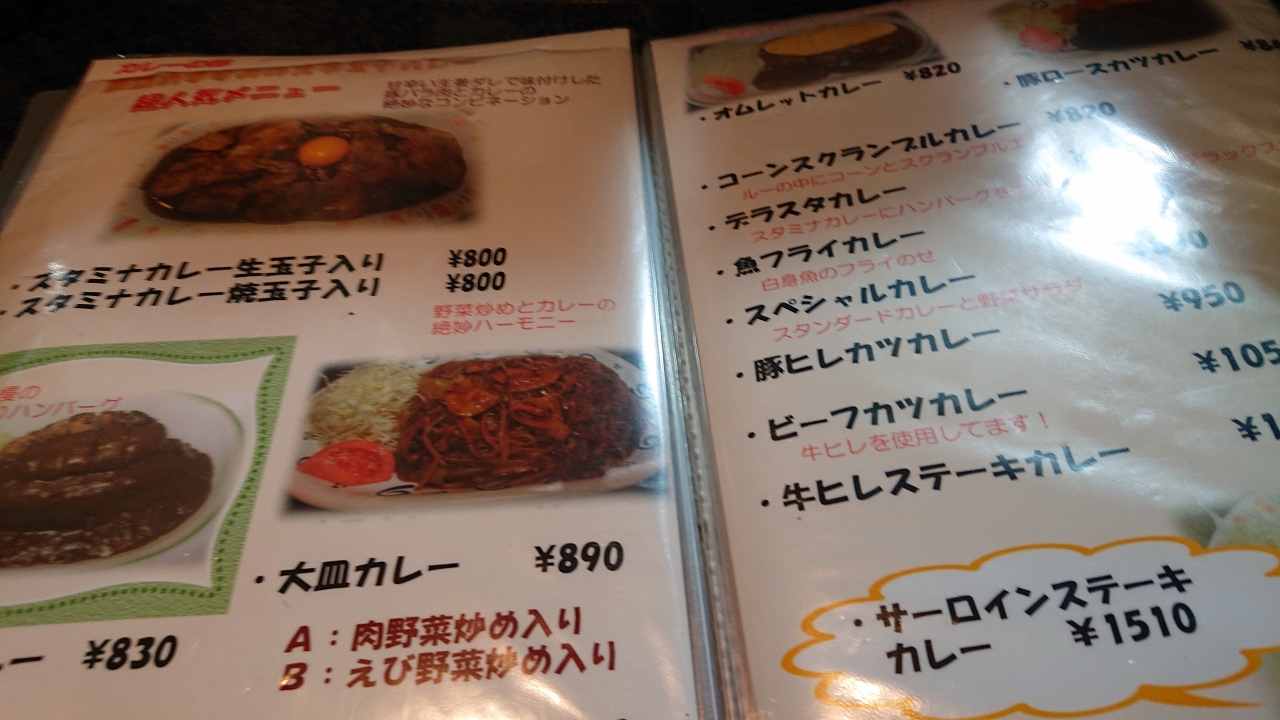 超人気メニュー
甘辛い生姜ダレで味付けした
豚バラ肉とカレーの
絶妙なコンビネーション
・スタミナカレー生玉子入り ¥800
・スタミナカレー焼玉子入り ¥800
野菜炒めとカレーの
絶妙ハーモニー
ハンバーグ
¥830
・大皿カレー ¥890
A：肉野菜炒め入り
B：えび野菜炒め入り
・オムレットカレー ¥820
・豚ロースカツカレー
・コーンスクランブルカレー ¥820
ルーの中にコーンとスクランブルエ
・デラスタカレー
スタミナカレーにハンバーグを
・魚フライカレー
白身魚のフライのせ
・スペシャルカレー ¥950
スタンダードカレーと野菜サラダ
・豚ヒレカツカレー ¥105
・ビーフカツカレー ¥1
牛ヒレを使用してます！
・牛ヒレステーキカレー
・サーロインステーキ
カレー ¥1510